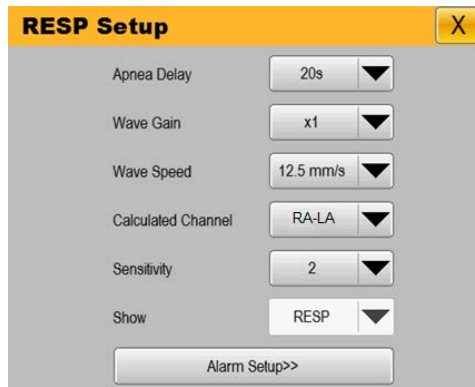 RESP Setup X
Apnea Delay 20s
Wave Gain x1
Wave Speed 12.5 mm/s
Calculated Channel RA-LA
Sensitivity 2
Show RESP
Alarm Setup>>